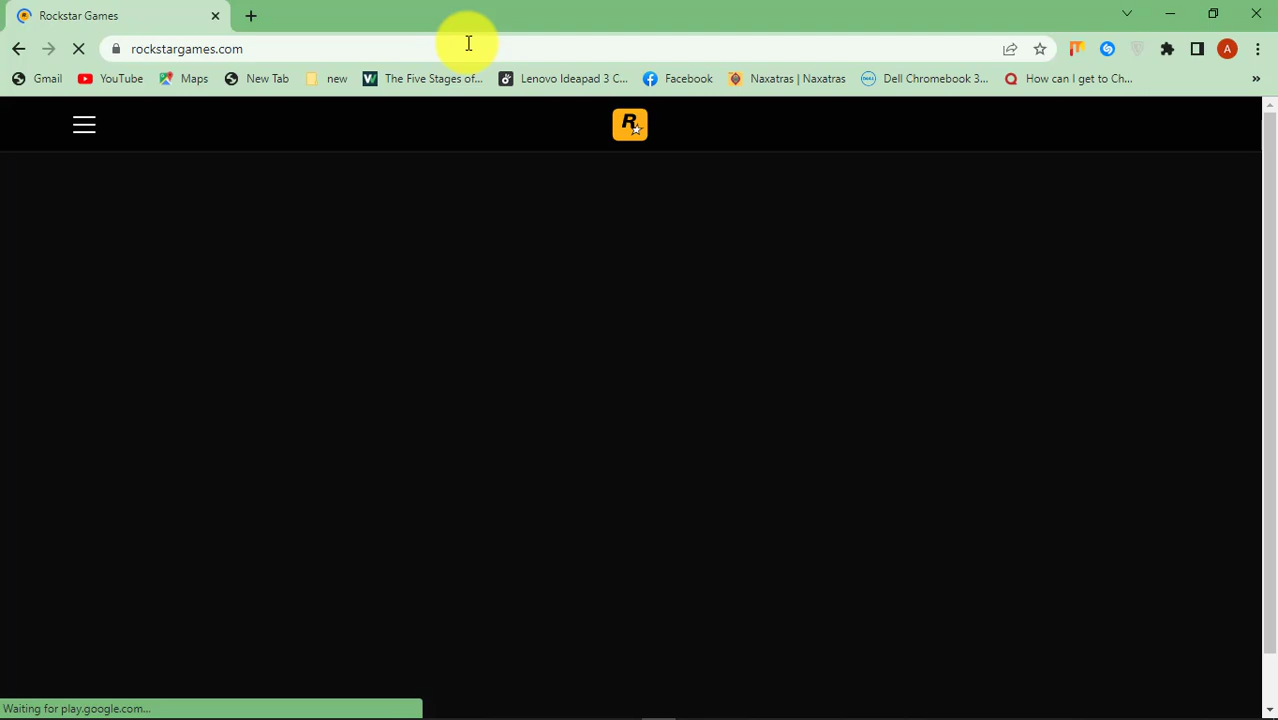 Rockstar Games
rockstargames.com
A
Gmail YouTube Maps New Tab new The Five Stages of... Lenovo Ideapad 3 C... Facebook Naxatras | Naxatras Dell Chromebook 3... How can I get to Ch... »
R
Waiting for play.google.com...